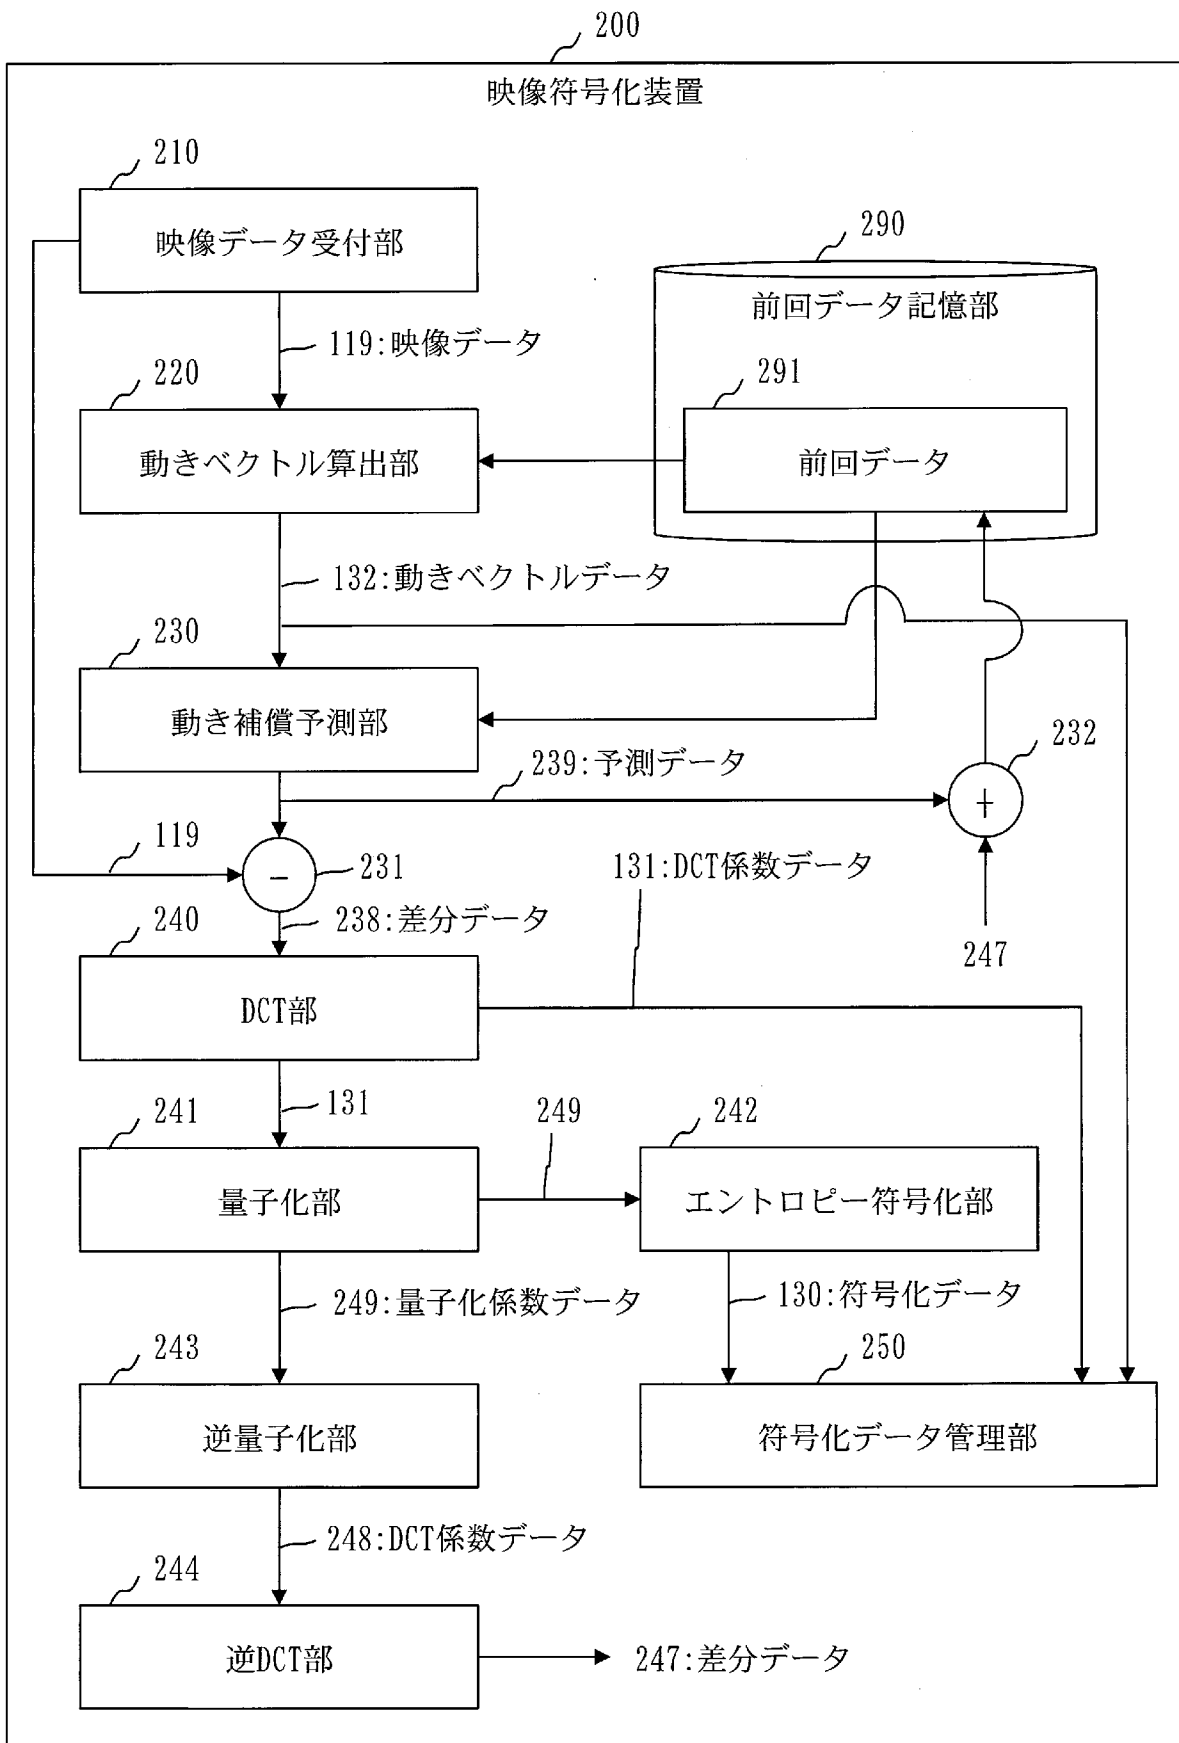 200
映像符号化装置
210
映像データ受付部
290
前回データ記憶部
119:映像データ
220
291
動きベクトル算出部
前回データ
132:動きベクトルデータ
230
動き補償予測部
232
239:予測データ
+
119
-
231
131:DCT係数データ
238:差分データ
240
247
DCT部
131
241
249
242
量子化部
エントロピー符号化部
249:量子化係数データ
130:符号化データ
243
250
逆量子化部
符号化データ管理部
248:DCT係数データ
244
逆DCT部
247:差分データ